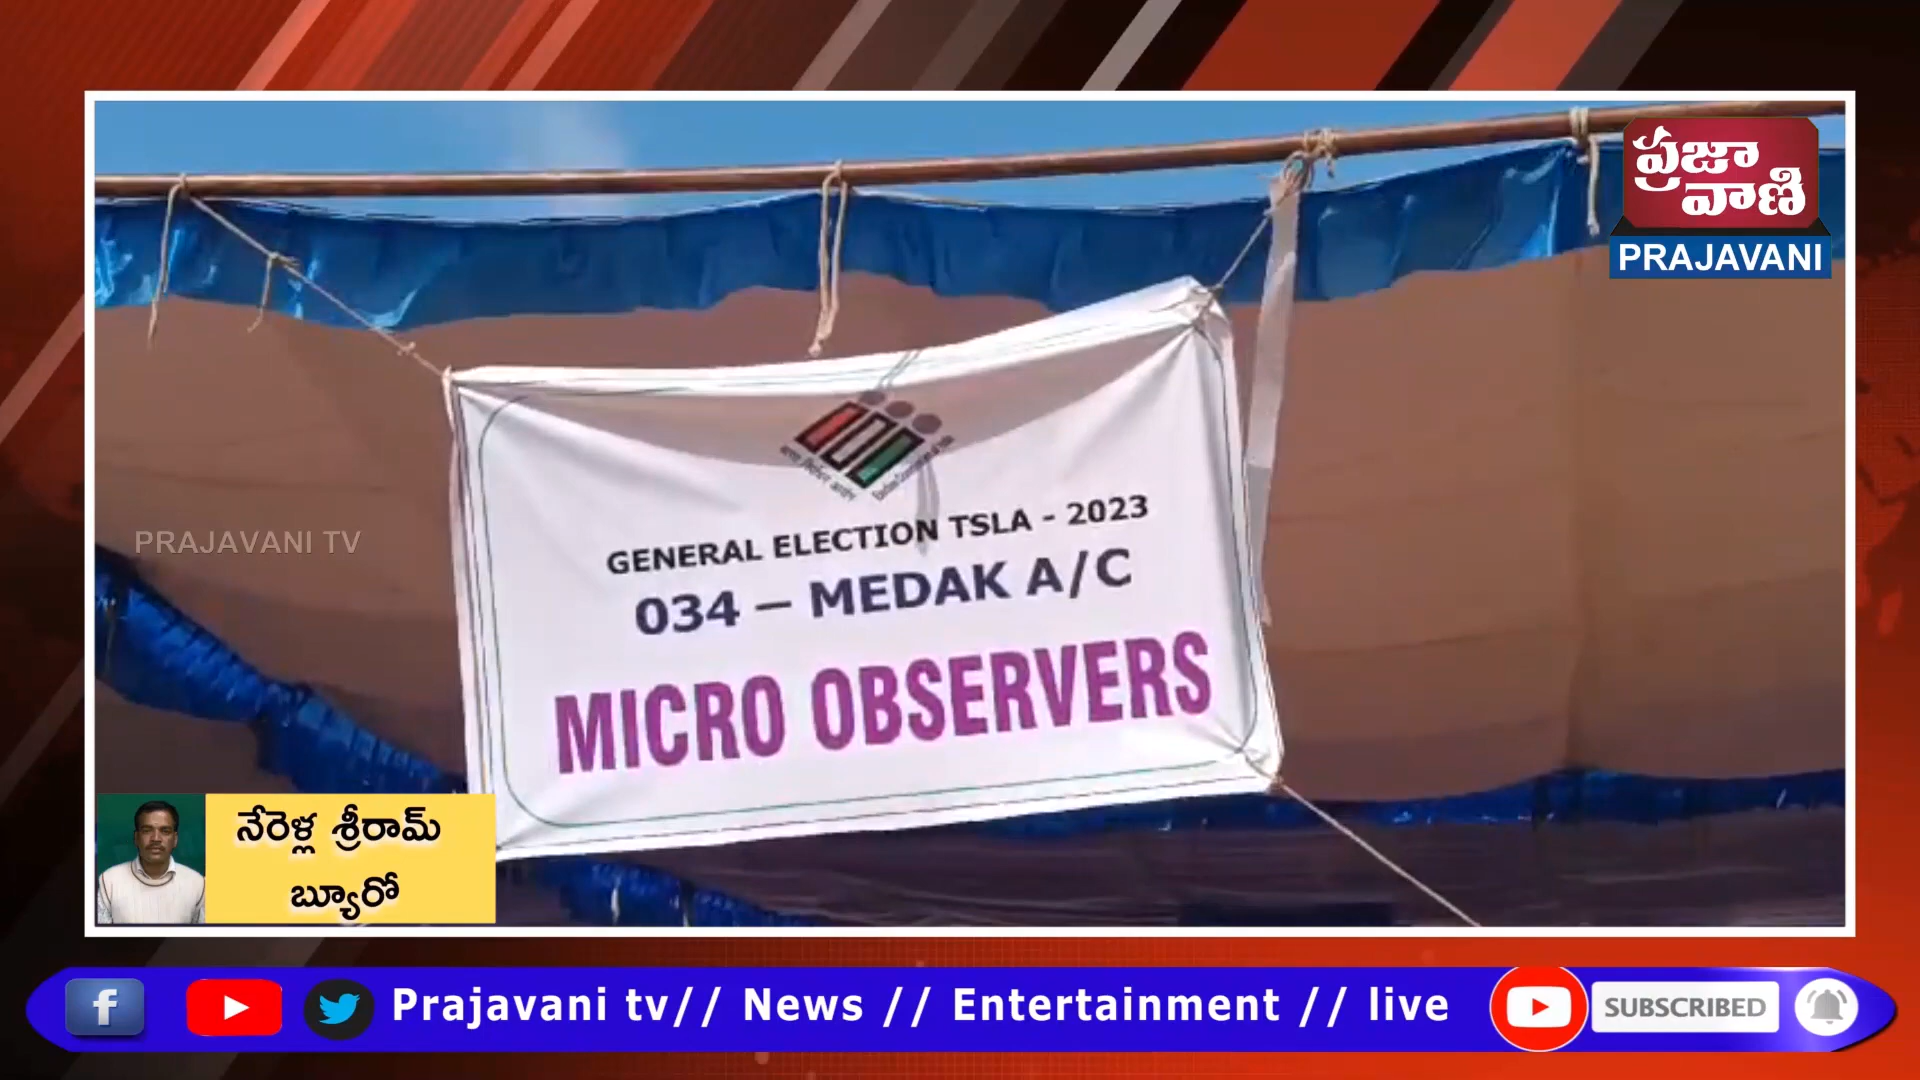 ప్రజా
వాణి
PRAJAVANI
PRAJAVANI TV
GENERAL ELECTION TSLA - 2023
034 – MEDAK A/C
MICRO OBSERVERS
నేరెళ్ల శ్రీరామ్
బ్యూరో
Prajavani tv// News // Entertainment // live
SUBSCRIBED